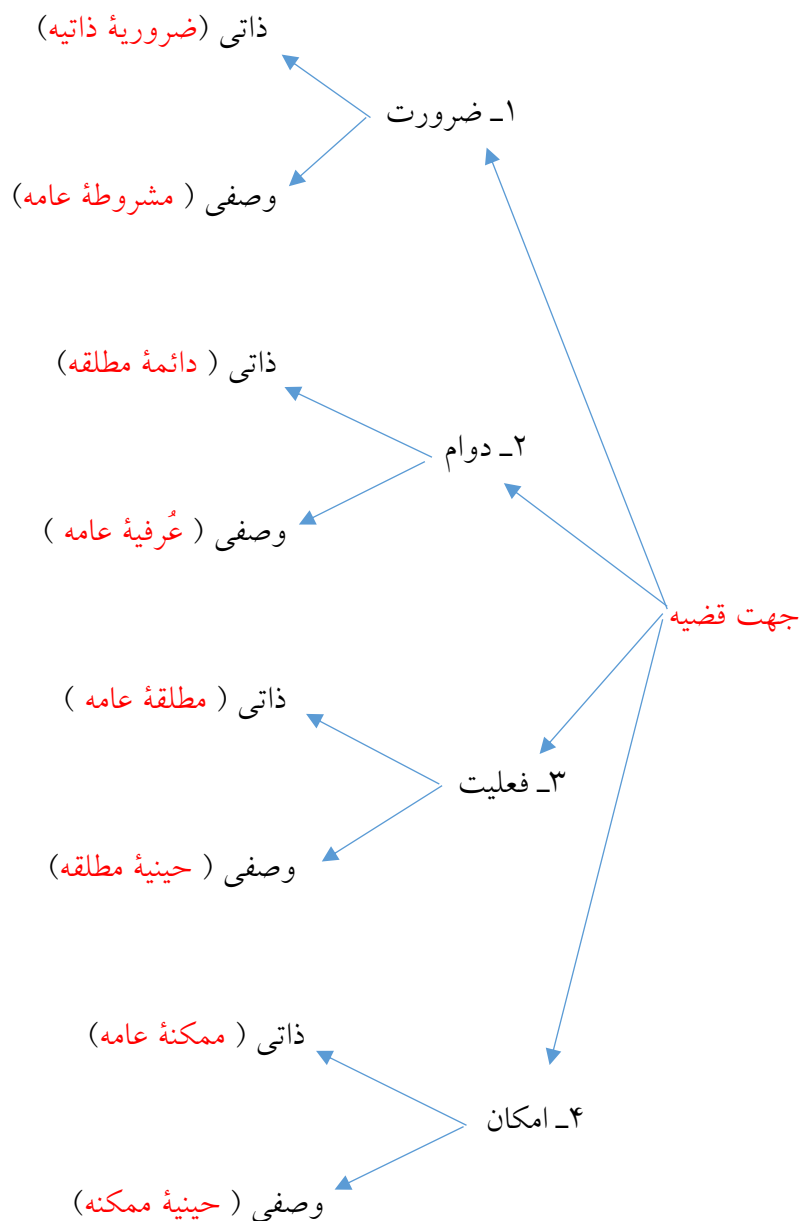 ذاتی (ضروریهٔ ذاتیه)
۱ـ ضرورت
وصفی ( مشروطهٔ عامه)
ذاتی ( دائمهٔ مطلقه)
۲ـ دوام
وصفی ( عُرفیهٔ عامه )
جهت قضیه
ذاتی ( مطلقهٔ عامه )
۳ـ فعلیت
وصفی ( حینیهٔ مطلقه)
ذاتی ( ممکنهٔ عامه)
۴ـ امکان
وصفی ( حینیهٔ ممکنه)